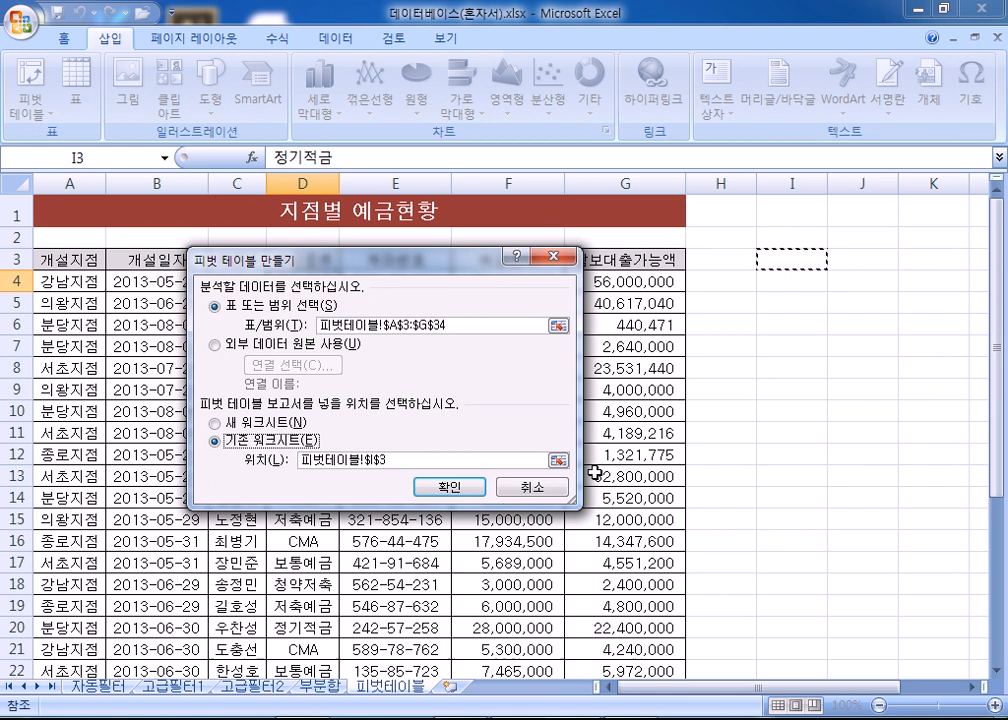 데이터베이스(혼자서).xlsx - Microsoft Excel
홈 삽입 페이지 레이아웃 수식 데이터 검토 보기
피벗 테이블 표 그림 클립 아트 도형 SmartArt 세로 막대형 꺾은선형 원형 가로 막대형 영역형 분산형 기타 하이퍼링크 텍스트 상자 머리글/바닥글 WordArt 서명란 개체 기호
표 일러스트레이션 차트 링크 텍스트
I3 fx 정기적금
A B C D E F G H I J K
1 지점별 예금현황
2
3 개설지점 개설일자 보대출가능액
4 강남지점 2013-05-2 56,000,000
5 의왕지점 2013-06-2 40,617,040
6 분당지점 2013-08-0 440,471
7 분당지점 2013-08-0 2,640,000
8 서초지점 2013-07-2 23,531,440
9 의왕지점 2013-07-2 4,000,000
10 분당지점 2013-08-0 4,960,000
11 서초지점 2013-08-0 4,189,216
12 종로지점 2013-05-2 1,321,775
13 서초지점 2013-05-2 2,800,000
14 분당지점 2013-05-2 5,520,000
15 의왕지점 2013-05-29 노정현 저축예금 321-854-136 15,000,000 12,000,000
16 종로지점 2013-05-31 최병기 CMA 576-44-475 17,934,500 14,347,600
17 서초지점 2013-05-31 장민준 보통예금 421-91-684 5,689,000 4,551,200
18 강남지점 2013-06-29 송정민 청약저축 562-54-231 3,000,000 2,400,000
19 종로지점 2013-06-29 길호성 저축예금 546-87-632 6,000,000 4,800,000
20 분당지점 2013-06-30 우찬성 정기적금 242-57-258 28,000,000 22,400,000
21 강남지점 2013-06-30 도충선 CMA 589-78-762 5,300,000 4,240,000
22 서초지점 2013-06-30 한성호 보통예금 135-85-723 7,465,000 5,972,000
피벗 테이블 만들기
분석할 데이터를 선택하십시오.
표 또는 범위 선택(S)
표/범위(T): 피벗테이블!$A$3:$G$34
외부 데이터 원본 사용(U)
연결 선택(C)...
연결 이름:
피벗 테이블 보고서를 넣을 위치를 선택하십시오.
새 워크시트(N)
기존 워크시트(E)
위치(L): 피벗테이블!$I$3
확인 취소
자동필터 고급필터1 고급필터2 부분합 피벗테이블
참조 100%